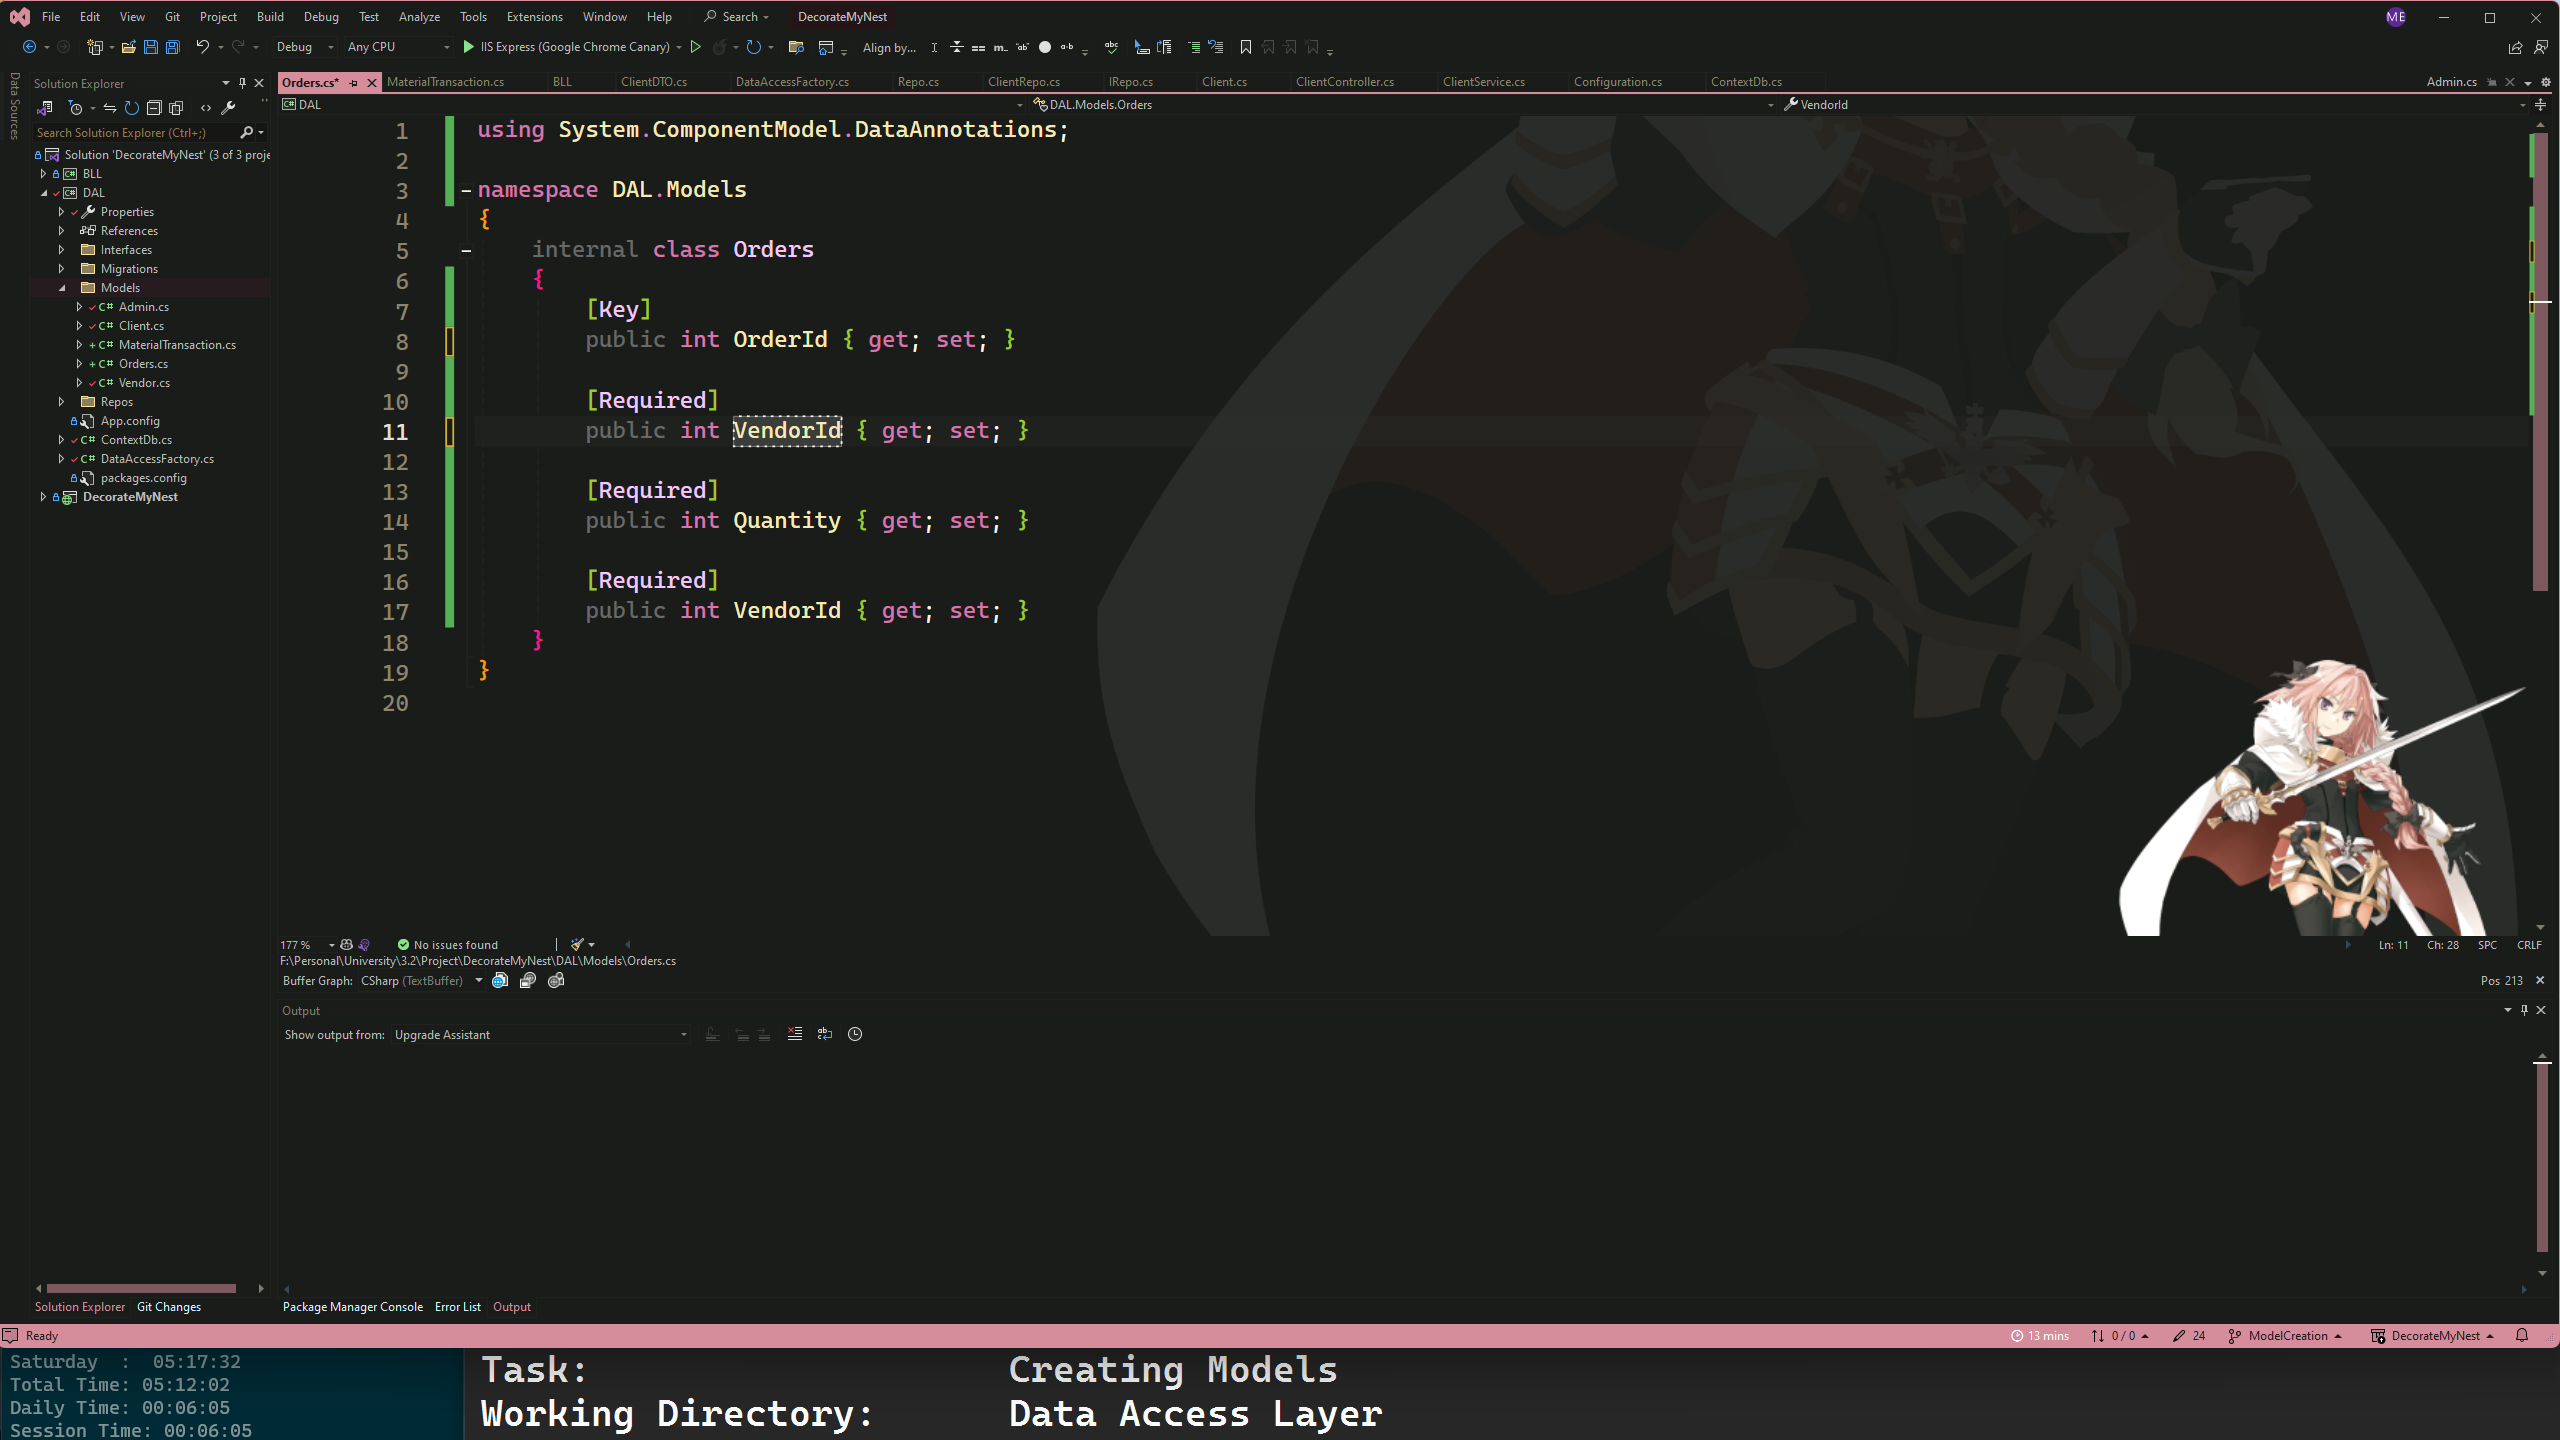 File Edit View Git Project Build Debug Test Analyze Tools Extensions Window Help Search DecorateMyNest ME
Debug Any CPU IIS Express (Google Chrome Canary) Align by...
Data Sources
Solution Explorer
Search Solution Explorer (Ctrl+;)
Solution 'DecorateMyNest' (3 of 3 proje
BLL
DAL
Properties
References
Interfaces
Migrations
Models
C# Admin.cs
C# Client.cs
C# MaterialTransaction.cs
C# Orders.cs
C# Vendor.cs
Repos
App.config
C# ContextDb.cs
C# DataAccessFactory.cs
packages.config
DecorateMyNest
Orders.cs* MaterialTransaction.cs BLL ClientDTO.cs DataAccessFactory.cs Repo.cs ClientRepo.cs IRepo.cs Client.cs ClientController.cs ClientService.cs Configuration.cs ContextDb.cs Admin.cs
C# DAL DAL.Models.Orders VendorId
1 using System.ComponentModel.DataAnnotations;
2
3 namespace DAL.Models
4 {
5 internal class Orders
6 {
7 [Key]
8 public int OrderId { get; set; }
9
10 [Required]
11 public int VendorId { get; set; }
12
13 [Required]
14 public int Quantity { get; set; }
15
16 [Required]
17 public int VendorId { get; set; }
18 }
19 }
20
177 % No issues found Ln: 11 Ch: 28 SPC CRLF
F:\Personal\University\3.2\Project\DecorateMyNest\DAL\Models\Orders.cs
Buffer Graph: CSharp (TextBuffer) Pos 213
Output
Show output from: Upgrade Assistant
Solution Explorer Git Changes
Package Manager Console Error List Output
Ready 13 mins 0 / 0 24 ModelCreation DecorateMyNest
Saturday : 05:17:32
Total Time: 05:12:02
Daily Time: 00:06:05
Session Time: 00:06:05
Task: Creating Models
Working Directory: Data Access Layer